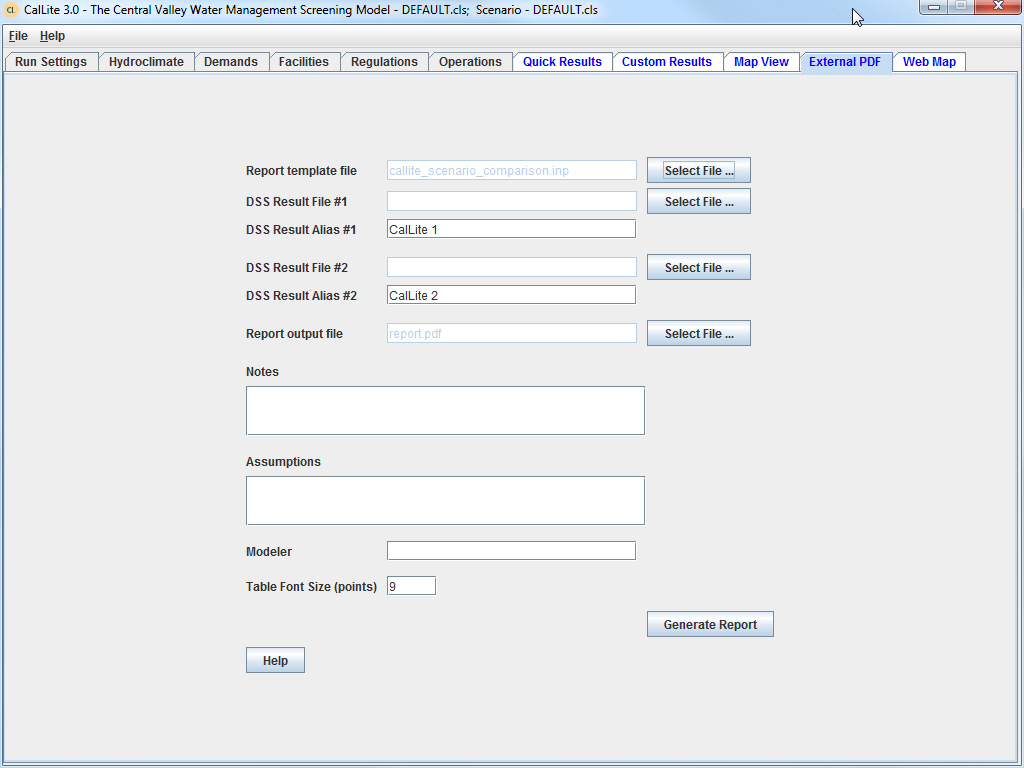 CL CalLite 3.0 - The Central Valley Water Management Screening Model - DEFAULT.cls;  Scenario - DEFAULT.cls
File Help
Run Settings Hydroclimate Demands Facilities Regulations Operations Quick Results Custom Results Map View External PDF Web Map
Report template file callite_scenario_comparison.inp Select File ...
DSS Result File #1 Select File ...
DSS Result Alias #1 CalLite 1
DSS Result File #2 Select File ...
DSS Result Alias #2 CalLite 2
Report output file report.pdf Select File ...
Notes
Assumptions
Modeler
Table Font Size (points) 9
Generate Report
Help